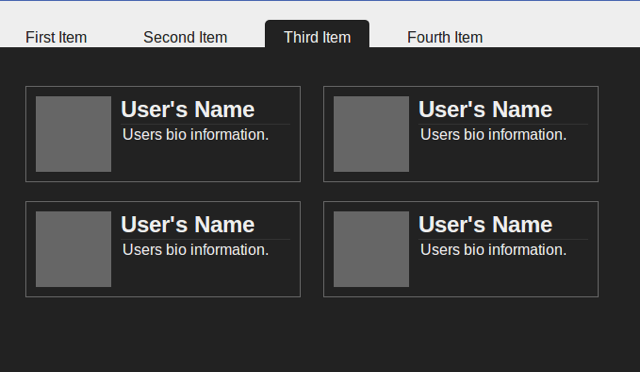 First Item Second Item Third Item Fourth Item
User's Name
Users bio information.
User's Name
Users bio information.
User's Name
Users bio information.
User's Name
Users bio information.